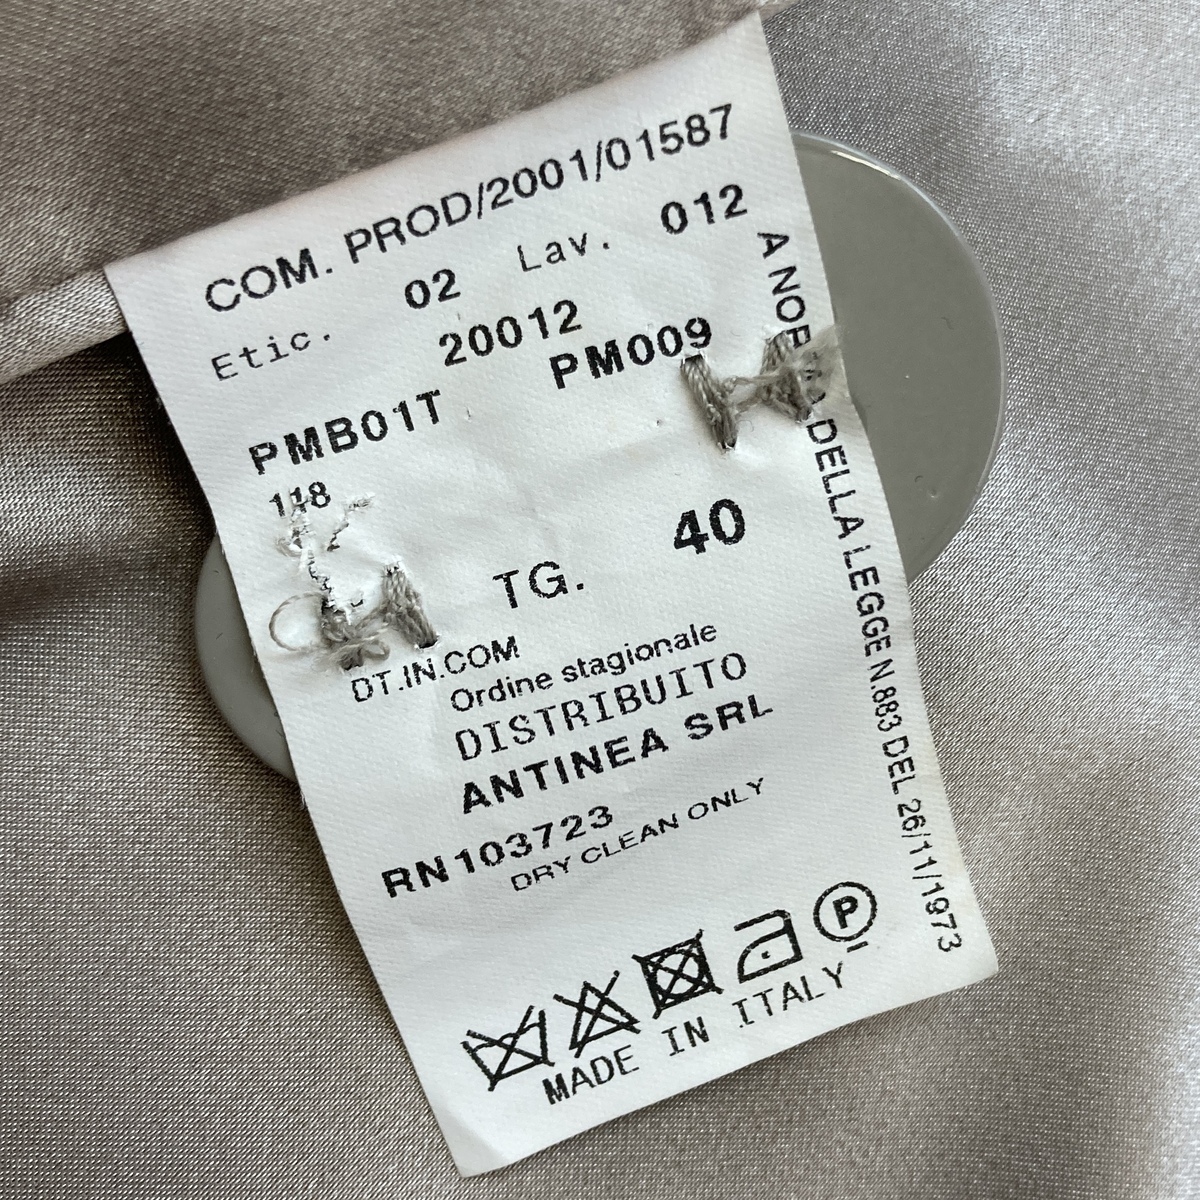 COM. PROD/2001/01587
Etic. 02 Lav. 012
20012
PMB01T PM009
118
TG. 40
DT.IN.COM
Ordine stagionale
DISTRIBUITO
ANTINEA SRL
RN103723
DRY CLEAN ONLY
P
MADE IN ITALY
A NORMA DELLA LEGGE N.883 DEL 26/11/1973